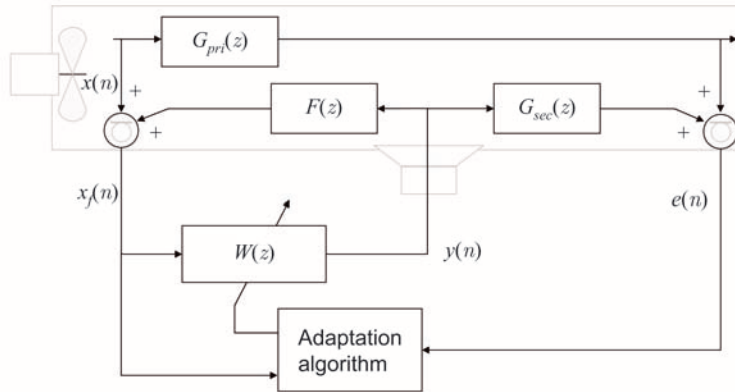 G_pri(z)
x(n)
+
+
F(z)
G_sec(z)
+
+
x_f(n)
e(n)
W(z)
y(n)
Adaptation
algorithm